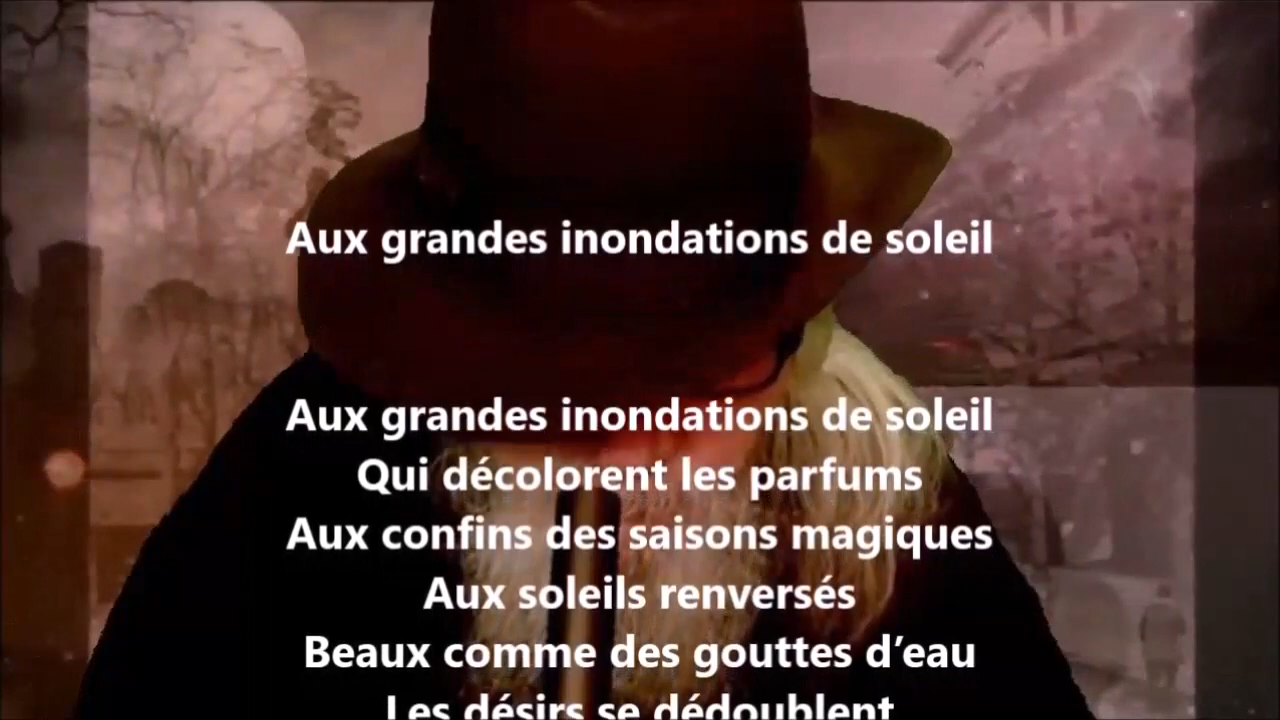 Aux grandes inondations de soleil
Aux grandes inondations de soleil
Qui décolorent les parfums
Aux confins des saisons magiques
Aux soleils renversés
Beaux comme des gouttes d’eau
Les désirs se dédoublent